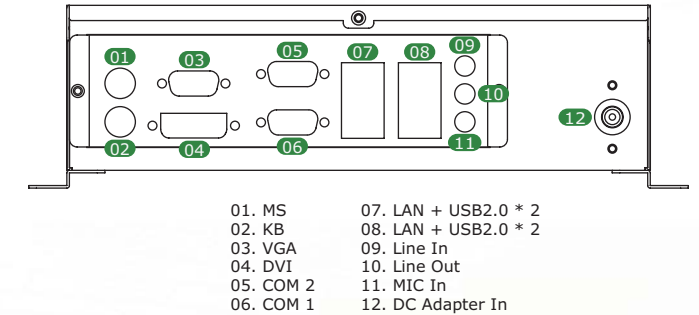 01
03
05
07
08
09
10
12
02
04
06
11
01. MS
02. KB
03. VGA
04. DVI
05. COM 2
06. COM 1
07. LAN + USB2.0 * 2
08. LAN + USB2.0 * 2
09. Line In
10. Line Out
11. MIC In
12. DC Adapter In